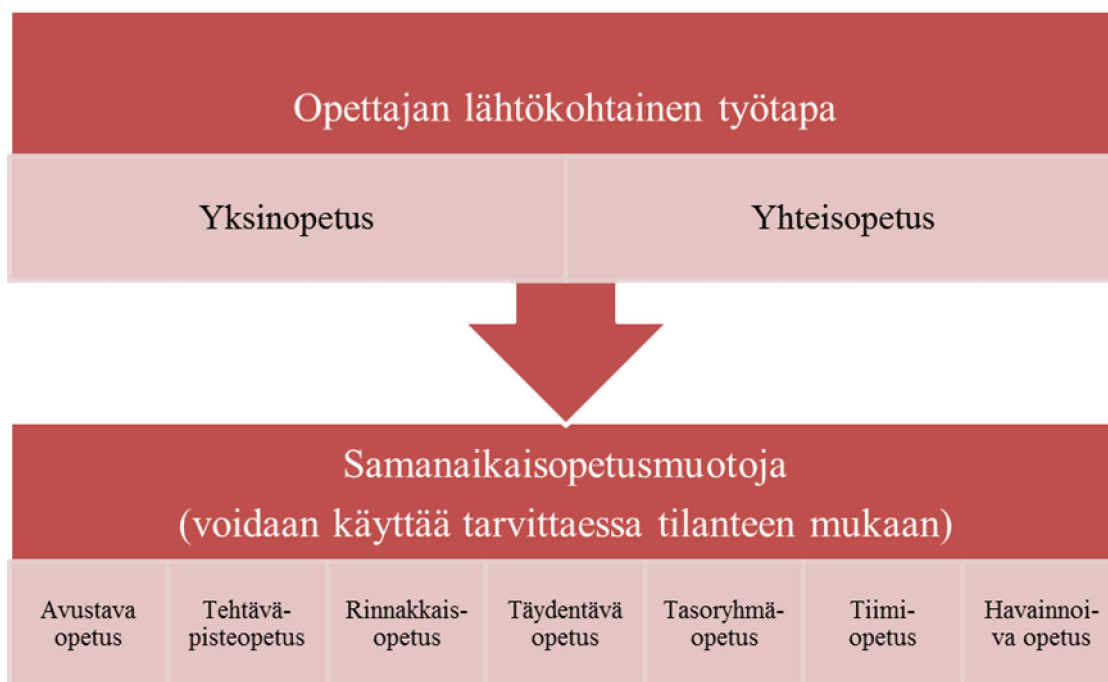 Opettajan lähtökohtainen työtapa
Yksinopetus
Yhteisopetus
Samanaikaisopetusmuotoja
(voidaan käyttää tarvittaessa tilanteen mukaan)
Avustava
opetus
Tehtävä-
pisteopetus
Rinnakkais-
opetus
Täydentävä
opetus
Tasoryhmä-
opetus
Tiimi-
opetus
Havainnoi-
va opetus